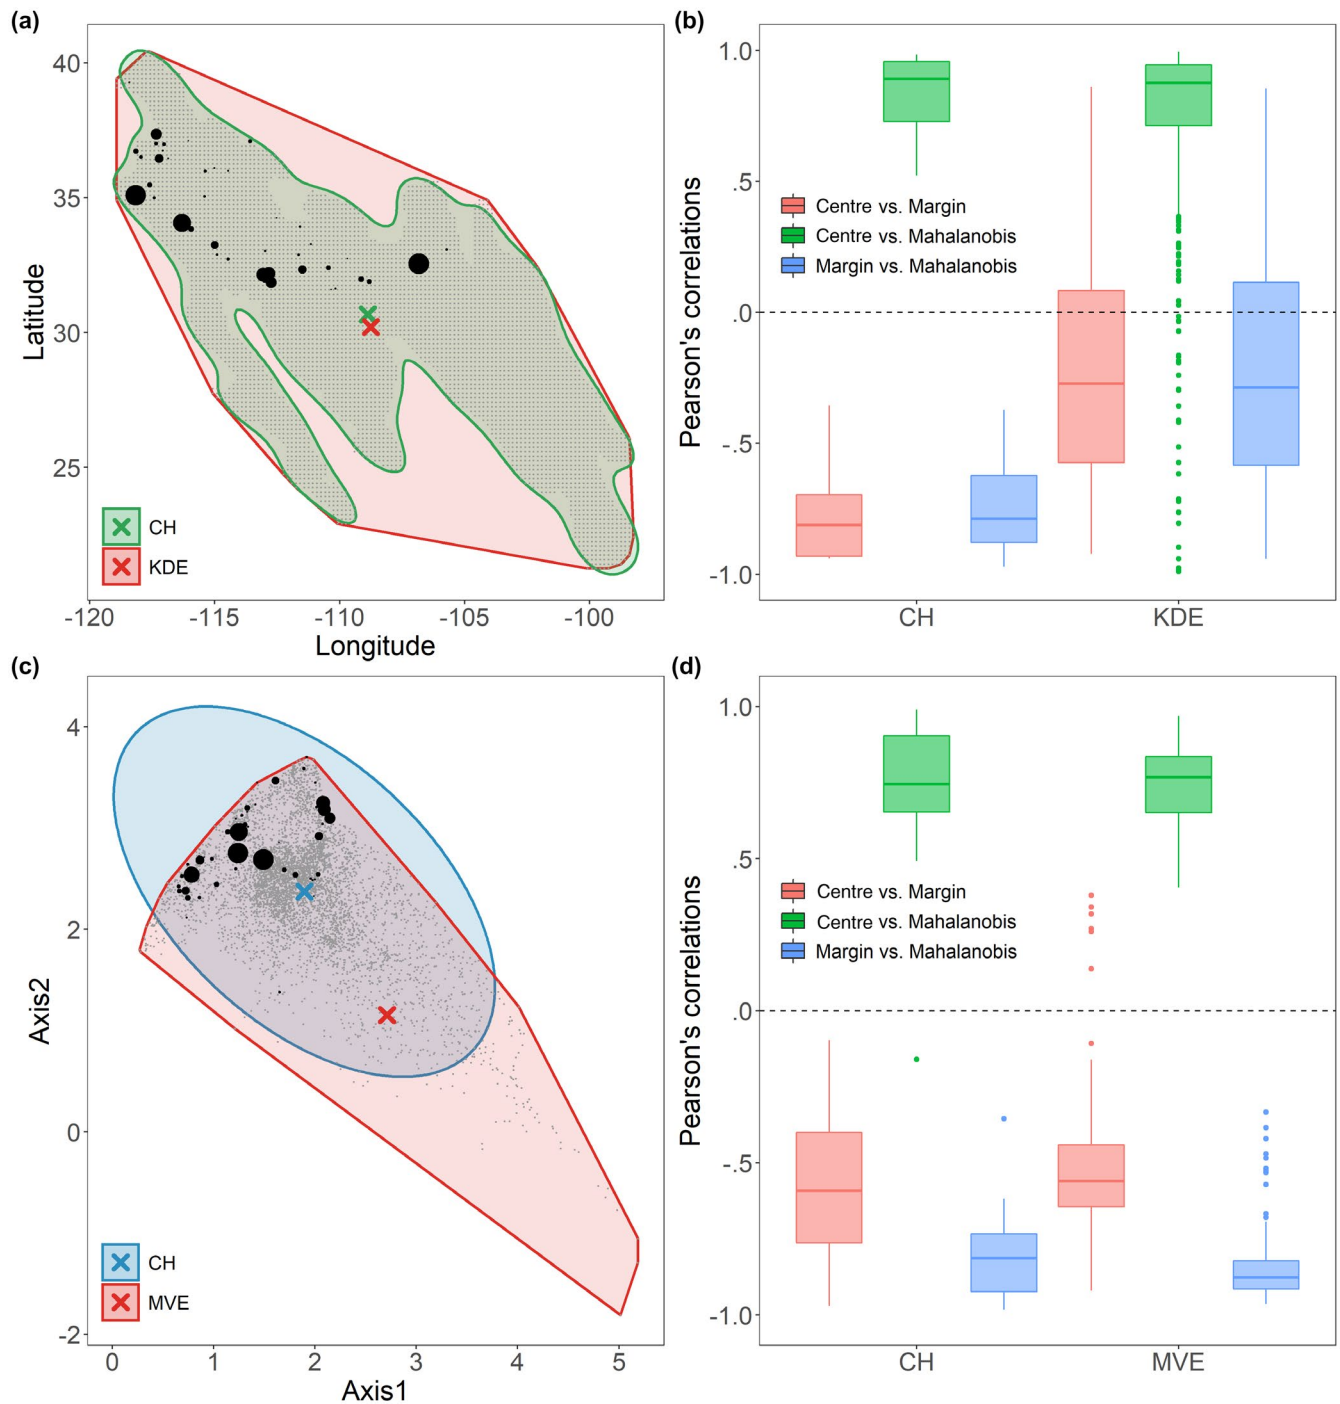 (a)
40
35
30
25
Latitude
CH
KDE
-120 -115 -110 -105 -100
Longitude
(b)
1.0
.5
.0
-.5
-1.0
Pearson's correlations
Centre vs. Margin
Centre vs. Mahalanobis
Margin vs. Mahalanobis
CH KDE
(c)
4
2
0
-2
Axis2
CH
MVE
0 1 2 3 4 5
Axis1
(d)
1.0
.5
.0
-.5
-1.0
Pearson's correlations
Centre vs. Margin
Centre vs. Mahalanobis
Margin vs. Mahalanobis
CH MVE